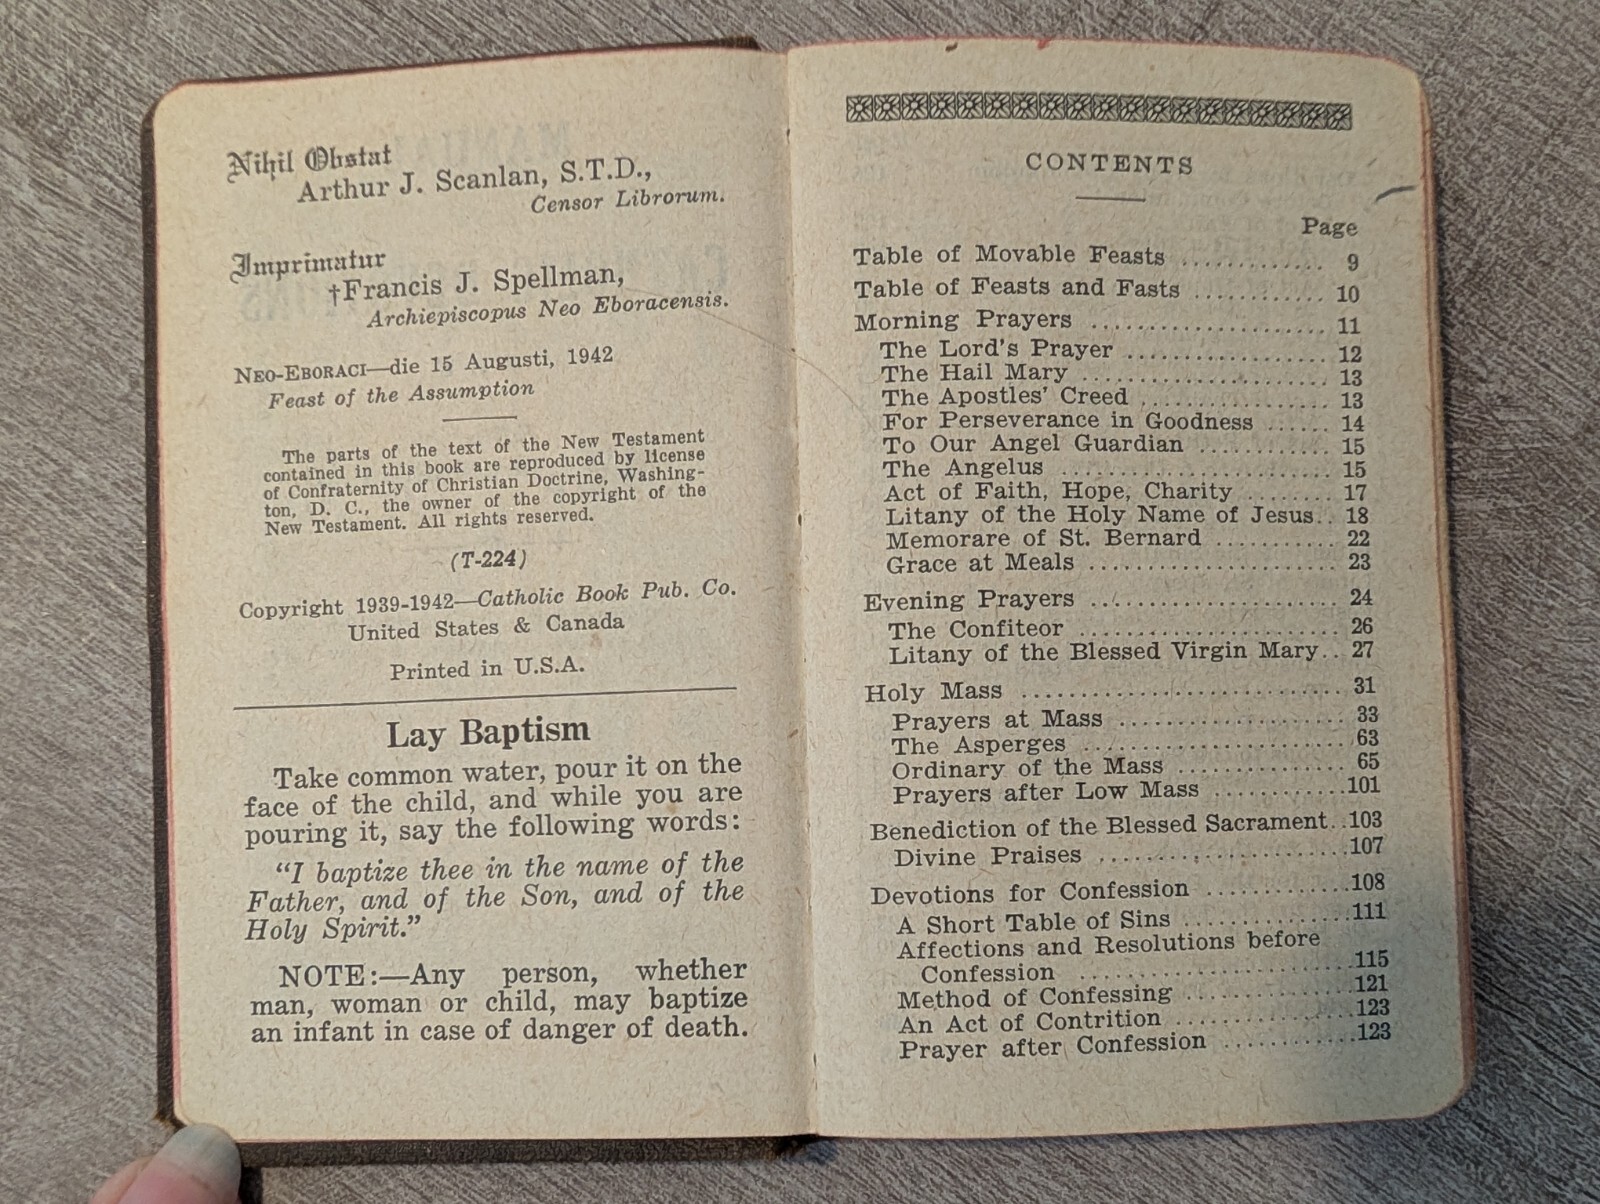 Nihil Obstat
Arthur J. Scanlan, S.T.D.,
Censor Librorum.
Imprimatur
†Francis J. Spellman,
Archiepiscopus Neo Eboracensis.
NEO-EBORACI—die 15 Augusti, 1942
Feast of the Assumption
The parts of the text of the New Testament
contained in this book are reproduced by license
of Confraternity of Christian Doctrine, Washing-
ton, D. C., the owner of the copyright of the
New Testament. All rights reserved.
(T-224)
Copyright 1939-1942—Catholic Book Pub. Co.
United States & Canada
Printed in U.S.A.
Lay Baptism
Take common water, pour it on the
face of the child, and while you are
pouring it, say the following words:
“I baptize thee in the name of the
Father, and of the Son, and of the
Holy Spirit.”
NOTE:—Any person, whether
man, woman or child, may baptize
an infant in case of danger of death.
CONTENTS
Page
Table of Movable Feasts ............. 9
Table of Feasts and Fasts ............ 10
Morning Prayers ...................... 11
The Lord's Prayer .................. 12
The Hail Mary ...................... 13
The Apostles' Creed ................ 13
For Perseverance in Goodness ...... 14
To Our Angel Guardian ............ 15
The Angelus ........................ 15
Act of Faith, Hope, Charity ........ 17
Litany of the Holy Name of Jesus.. 18
Memorare of St. Bernard ........... 22
Grace at Meals ..................... 23
Evening Prayers ...................... 24
The Confiteor ....................... 26
Litany of the Blessed Virgin Mary.. 27
Holy Mass ............................ 31
Prayers at Mass .................... 33
The Asperges ....................... 63
Ordinary of the Mass ............... 65
Prayers after Low Mass ............101
Benediction of the Blessed Sacrament..103
Divine Praises ......................107
Devotions for Confession .............108
A Short Table of Sins ...............111
Affections and Resolutions before
Confession ........................115
Method of Confessing ...............121
An Act of Contrition ................123
Prayer after Confession ............123